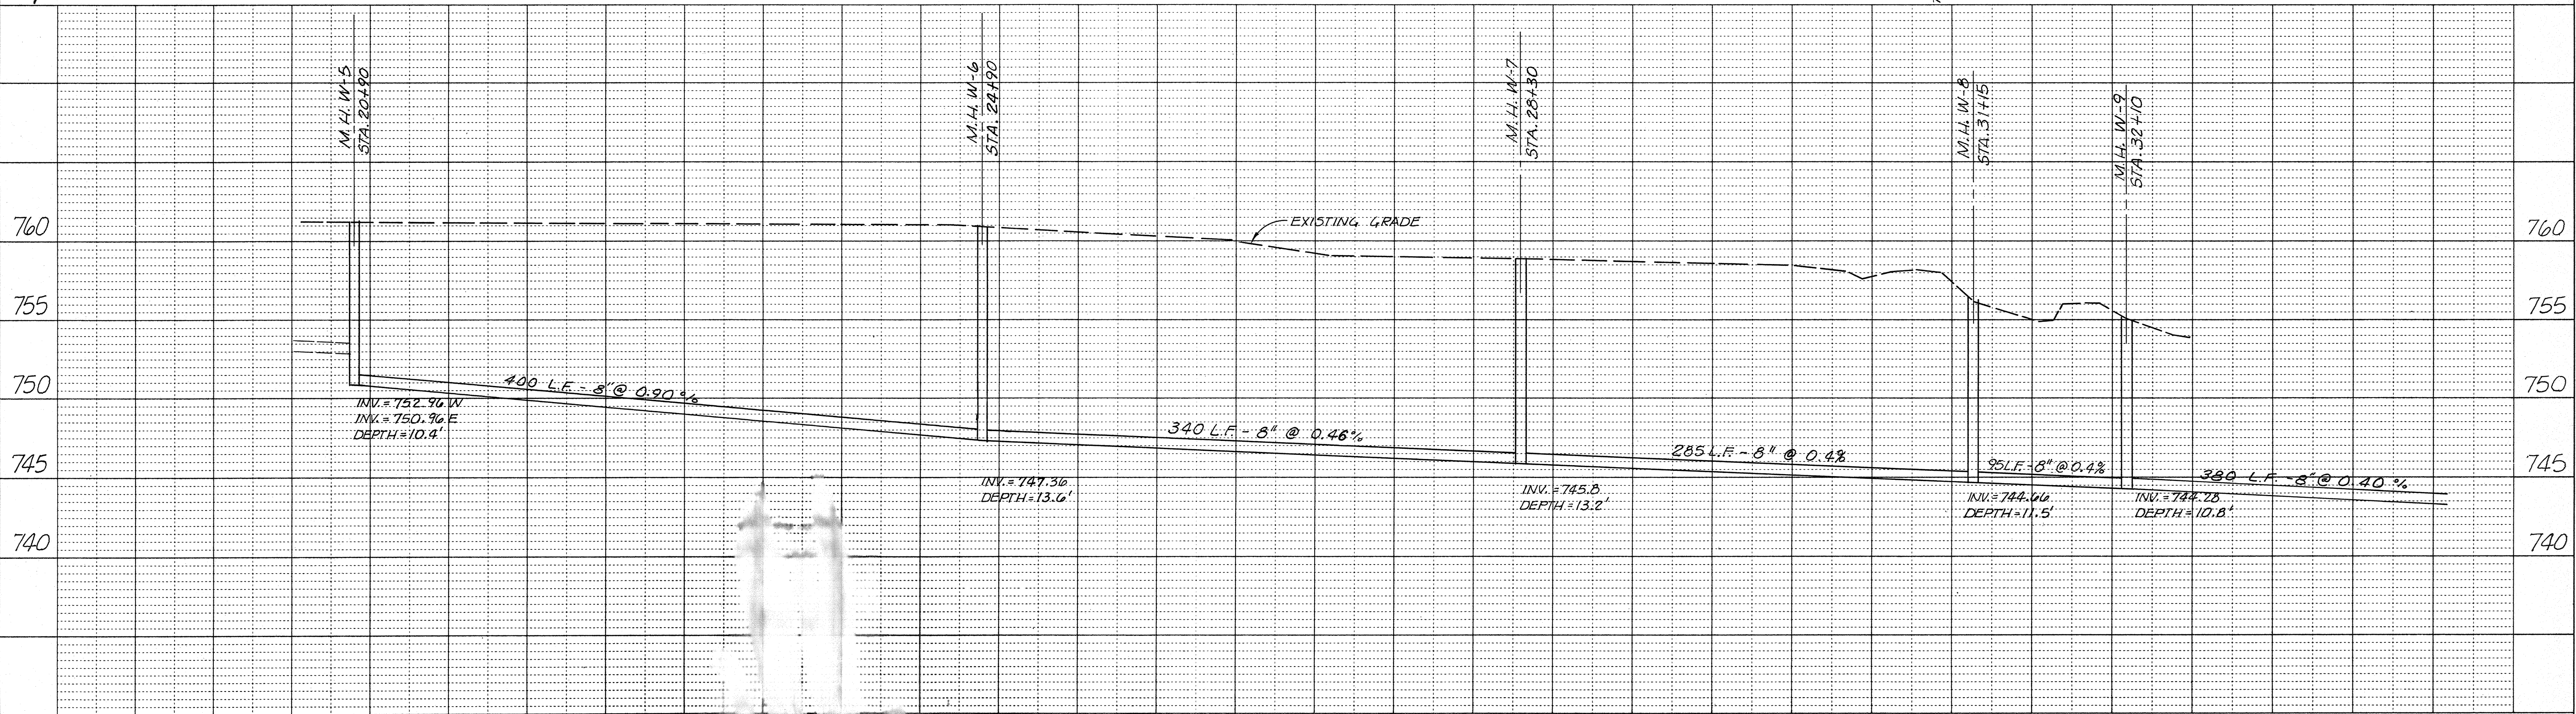 M.H. W-5
STA. 20+90
M.H. W-6
STA. 24+90
M.H. W-7
STA. 28+30
M.H. W-8
STA. 31+15
M.H. W-9
STA. 32+10
760
EXISTING GRADE
760
755
755
750
400 L.F. - 8" @ 0.90 %
750
INV. = 752.96 W
INV. = 750.96 E
DEPTH = 10.4'
340 L.F. - 8" @ 0.46%
285 L.F. - 8" @ 0.4%
95 L.F. - 8" @ 0.4%
380 L.F. - 8" @ 0.40 %
745
745
INV. = 747.36
DEPTH = 13.6'
INV. = 745.8
DEPTH = 13.2'
INV. = 744.66
DEPTH = 11.5'
INV. = 744.28
DEPTH = 10.8'
740
740